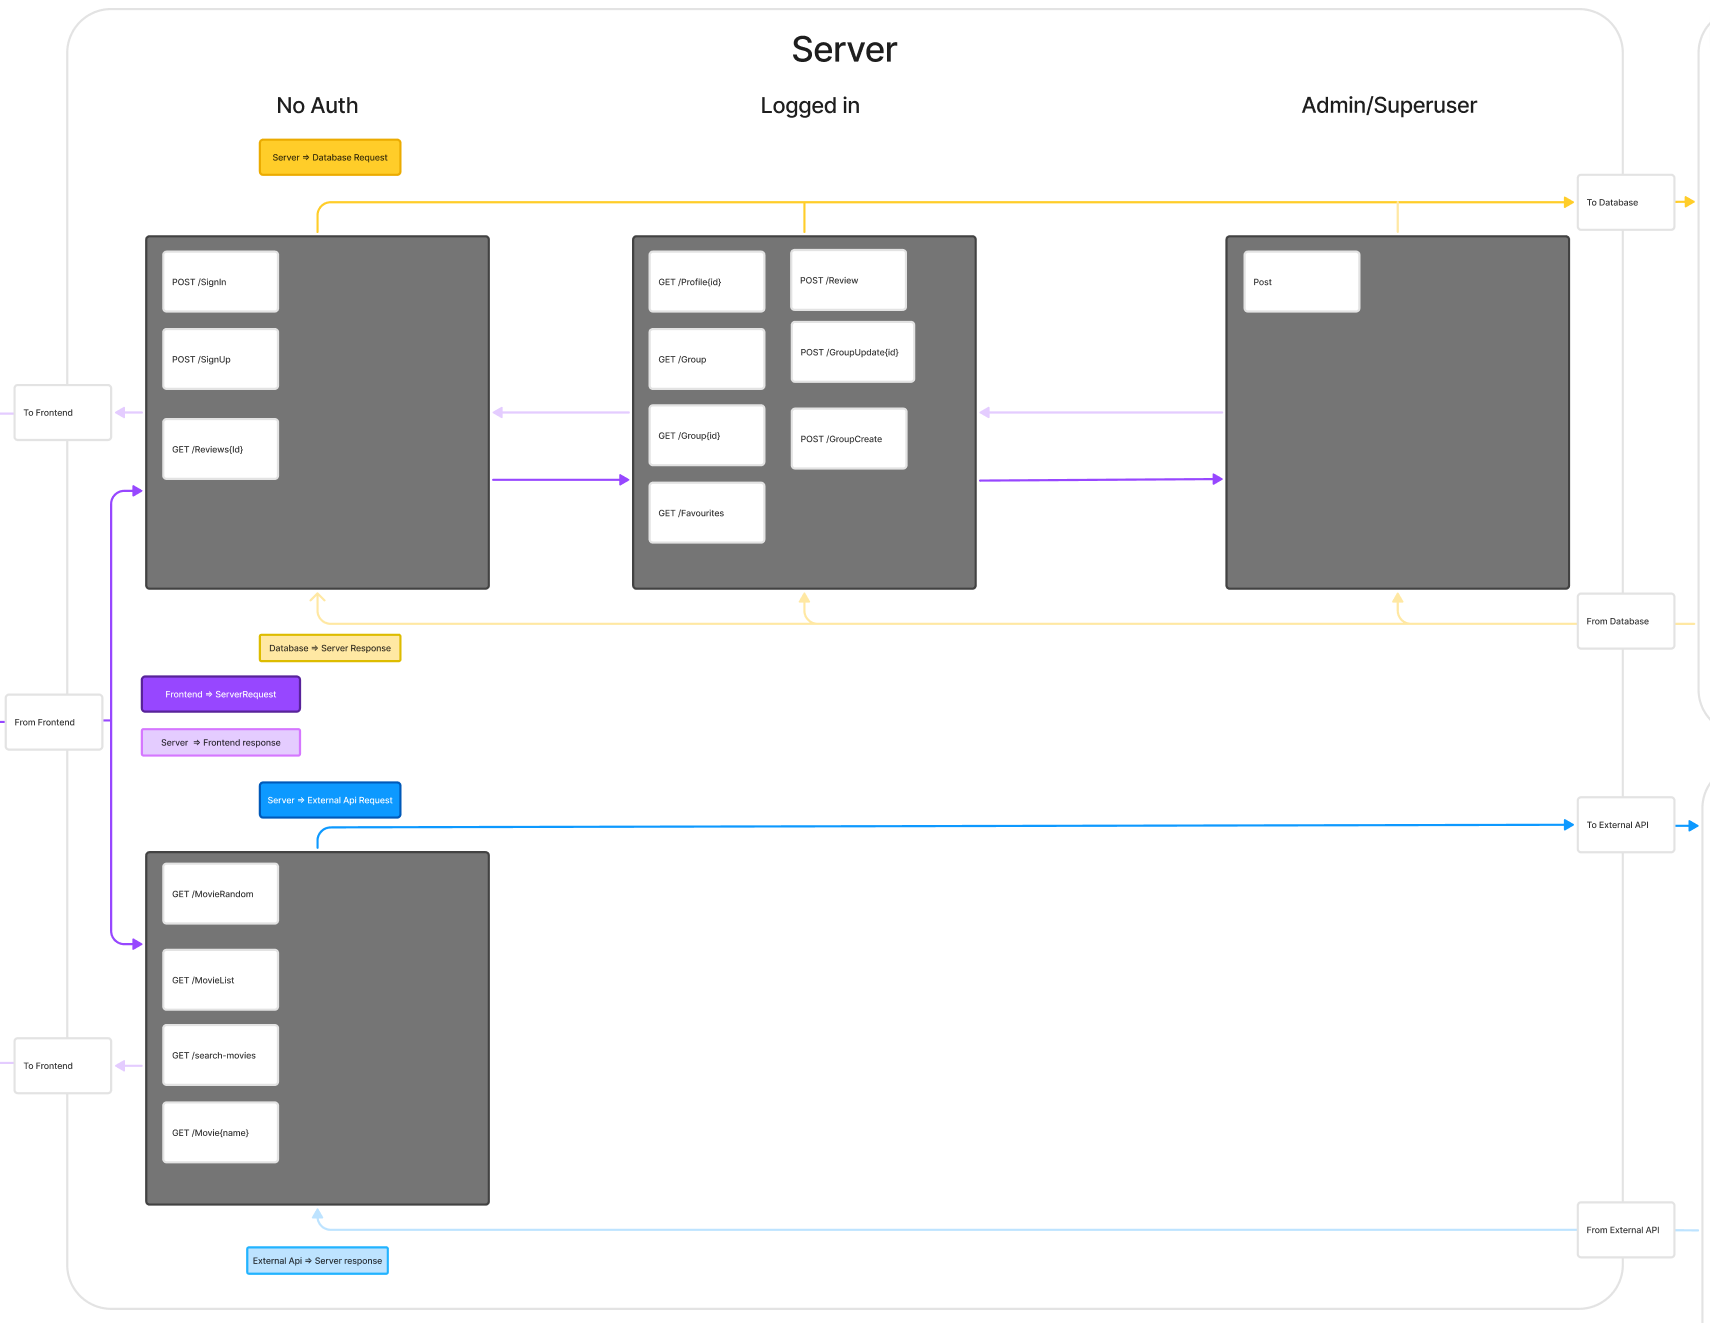 Server
No Auth
Logged in
Admin/Superuser
Server ⇒ Database Request
To Database
POST /SignIn
POST /SignUp
GET /Reviews{Id}
GET /Profile{id}
GET /Group
GET /Group{id}
GET /Favourites
POST /Review
POST /GroupUpdate{id}
POST /GroupCreate
Post
To Frontend
From Database
Database ⇒ Server Response
Frontend ⇒ ServerRequest
From Frontend
Server ⇒ Frontend response
Server ⇒ External Api Request
To External API
GET /MovieRandom
GET /MovieList
GET /search-movies
GET /Movie{name}
To Frontend
From External API
External Api ⇒ Server response